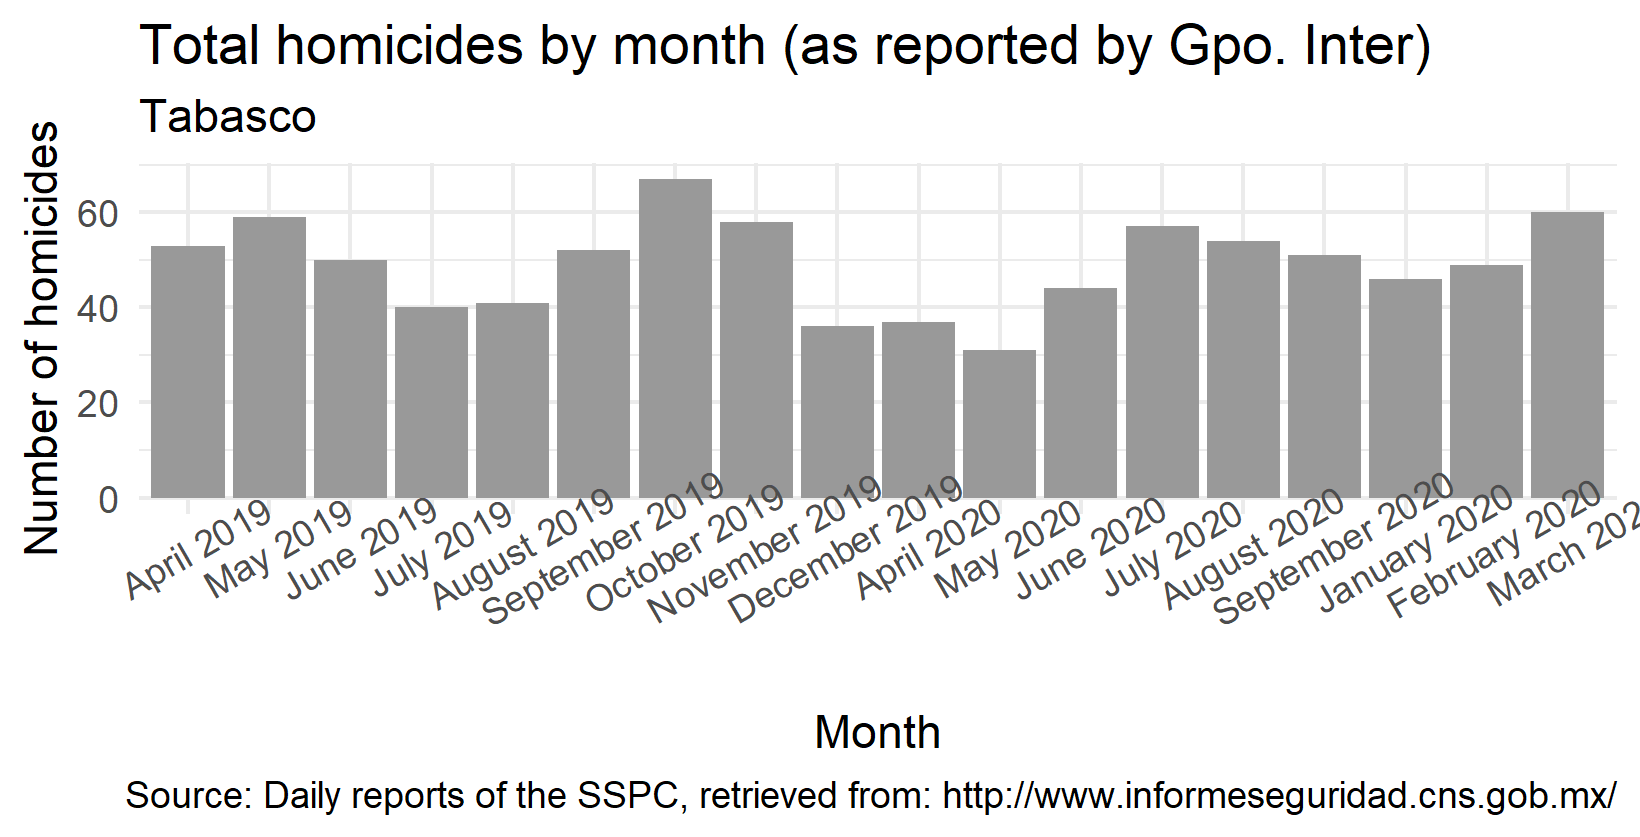 Total homicides by month (as reported by Gpo. Inter)
Tabasco
Number of homicides
60
40
20
0
April 2019
May 2019
June 2019
July 2019
August 2019
September 2019
October 2019
November 2019
December 2019
April 2020
May 2020
June 2020
July 2020
August 2020
September 2020
January 2020
February 2020
March 202
Month
Source: Daily reports of the SSPC, retrieved from: http://www.informeseguridad.cns.gob.mx/